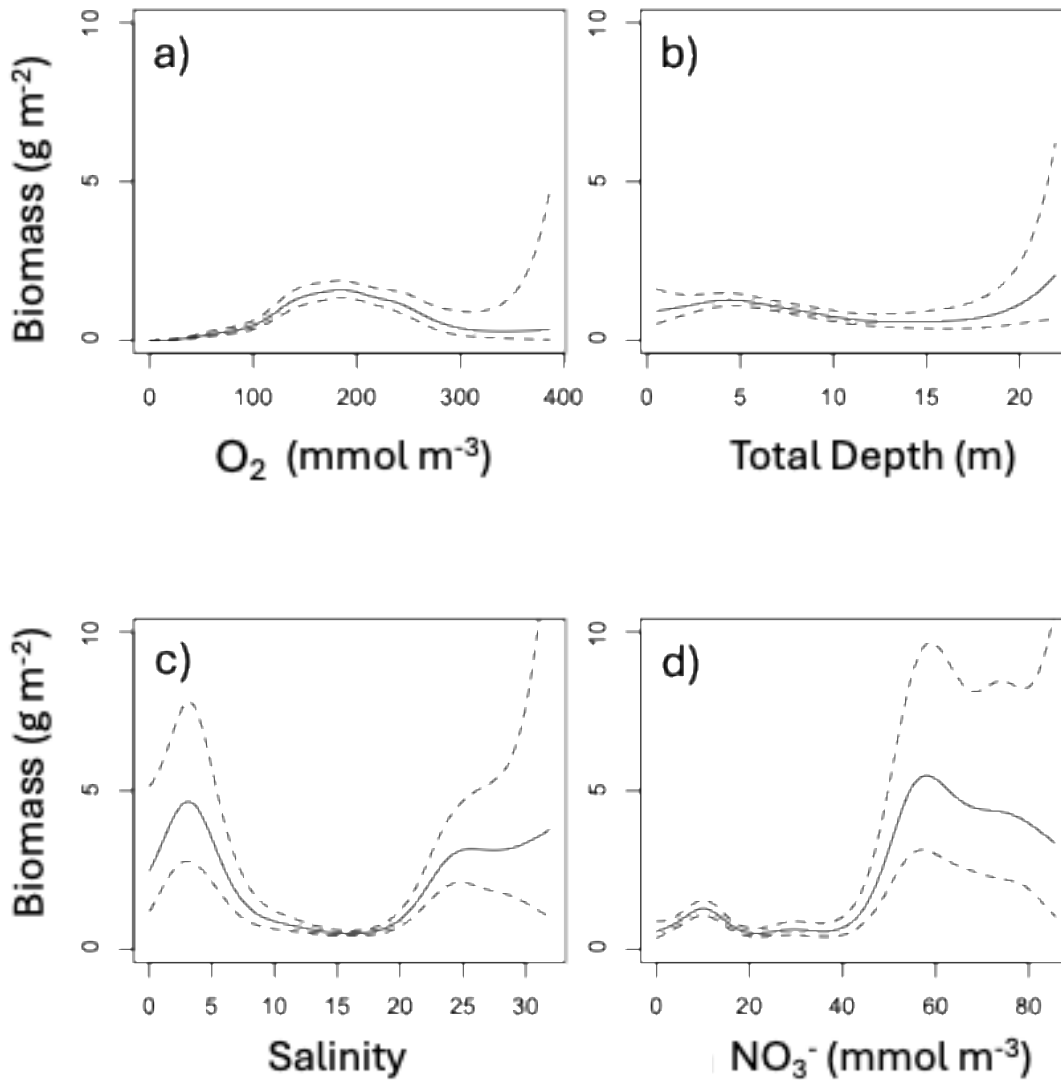 a)
b)
Biomass (g m⁻²)
10
5
0
10
5
0
0 100 200 300 400
0 5 10 15 20
O₂ (mmol m⁻³)
Total Depth (m)
c)
d)
Biomass (g m⁻²)
10
5
0
10
5
0
0 5 10 15 20 25 30
0 20 40 60 80
Salinity
NO₃⁻ (mmol m⁻³)